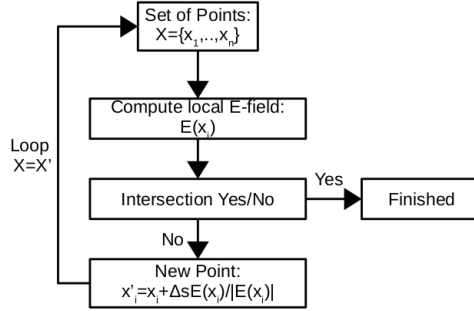 Set of Points:
X={x₁,..,xₙ}
Compute local E-field:
E(xᵢ)
Loop
X=X’
Intersection Yes/No
Yes
Finished
No
New Point:
x’ᵢ=xᵢ+ΔsE(xᵢ)/|E(xᵢ)|